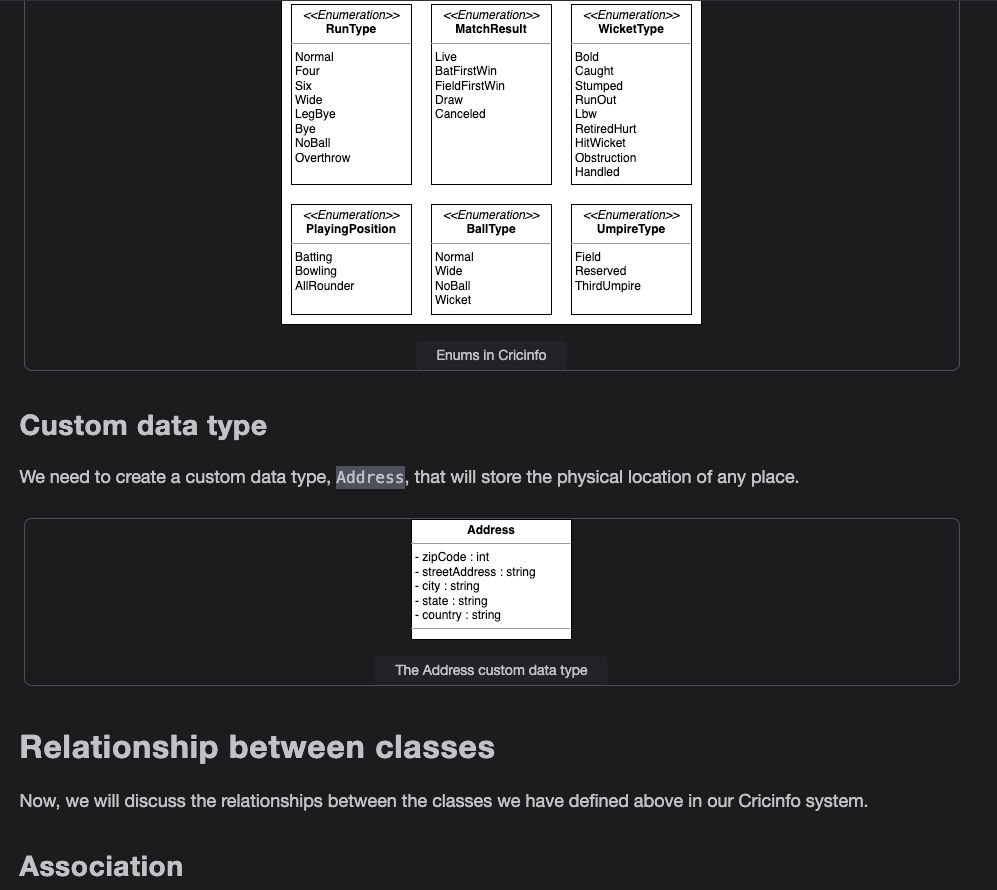 <<Enumeration>>
RunType
Normal
Four
Six
Wide
LegBye
Bye
NoBall
Overthrow
<<Enumeration>>
MatchResult
Live
BatFirstWin
FieldFirstWin
Draw
Canceled
<<Enumeration>>
WicketType
Bold
Caught
Stumped
RunOut
Lbw
RetiredHurt
HitWicket
Obstruction
Handled
<<Enumeration>>
PlayingPosition
Batting
Bowling
AllRounder
<<Enumeration>>
BallType
Normal
Wide
NoBall
Wicket
<<Enumeration>>
UmpireType
Field
Reserved
ThirdUmpire
Enums in Cricinfo
Custom data type
We need to create a custom data type, Address, that will store the physical location of any place.
Address
- zipCode : int
- streetAddress : string
- city : string
- state : string
- country : string
The Address custom data type
Relationship between classes
Now, we will discuss the relationships between the classes we have defined above in our Cricinfo system.
Association